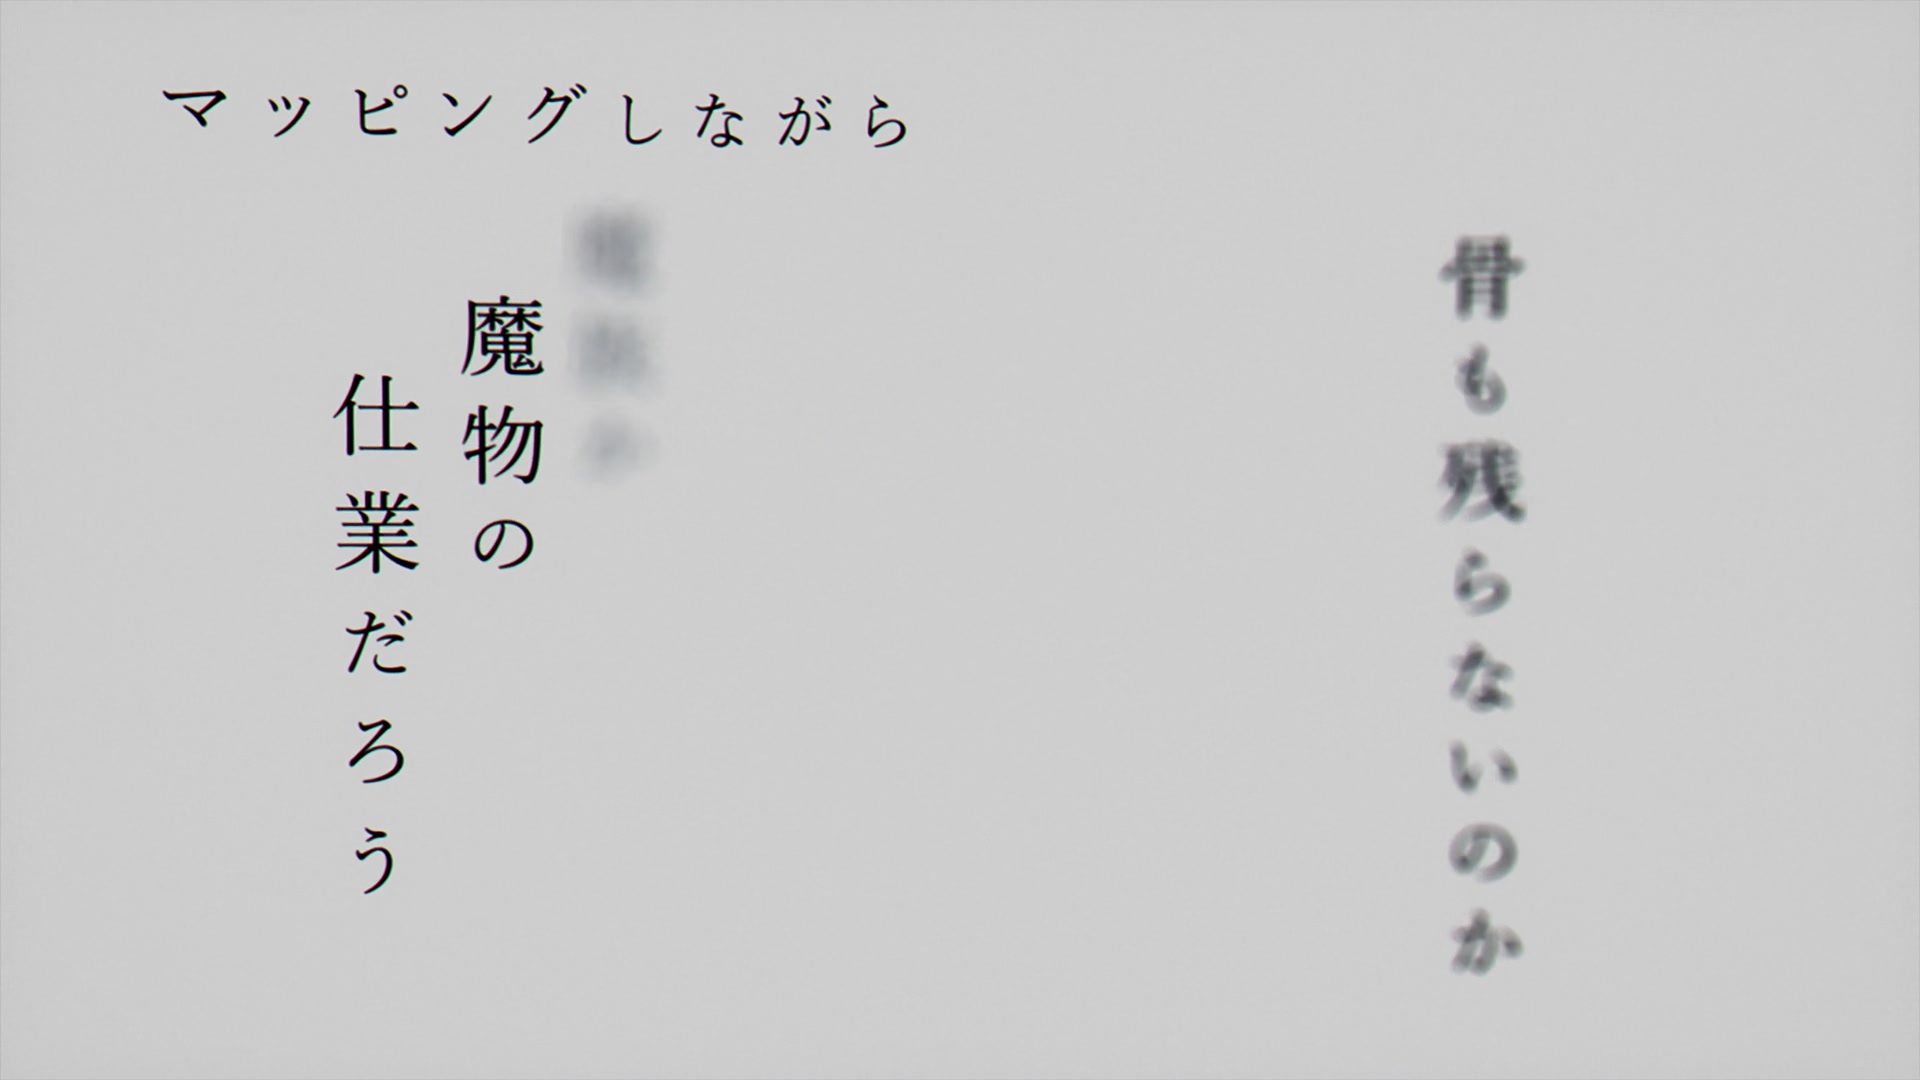 マッピングしながら
骨も残らないのか
魔物の
仕業だろう